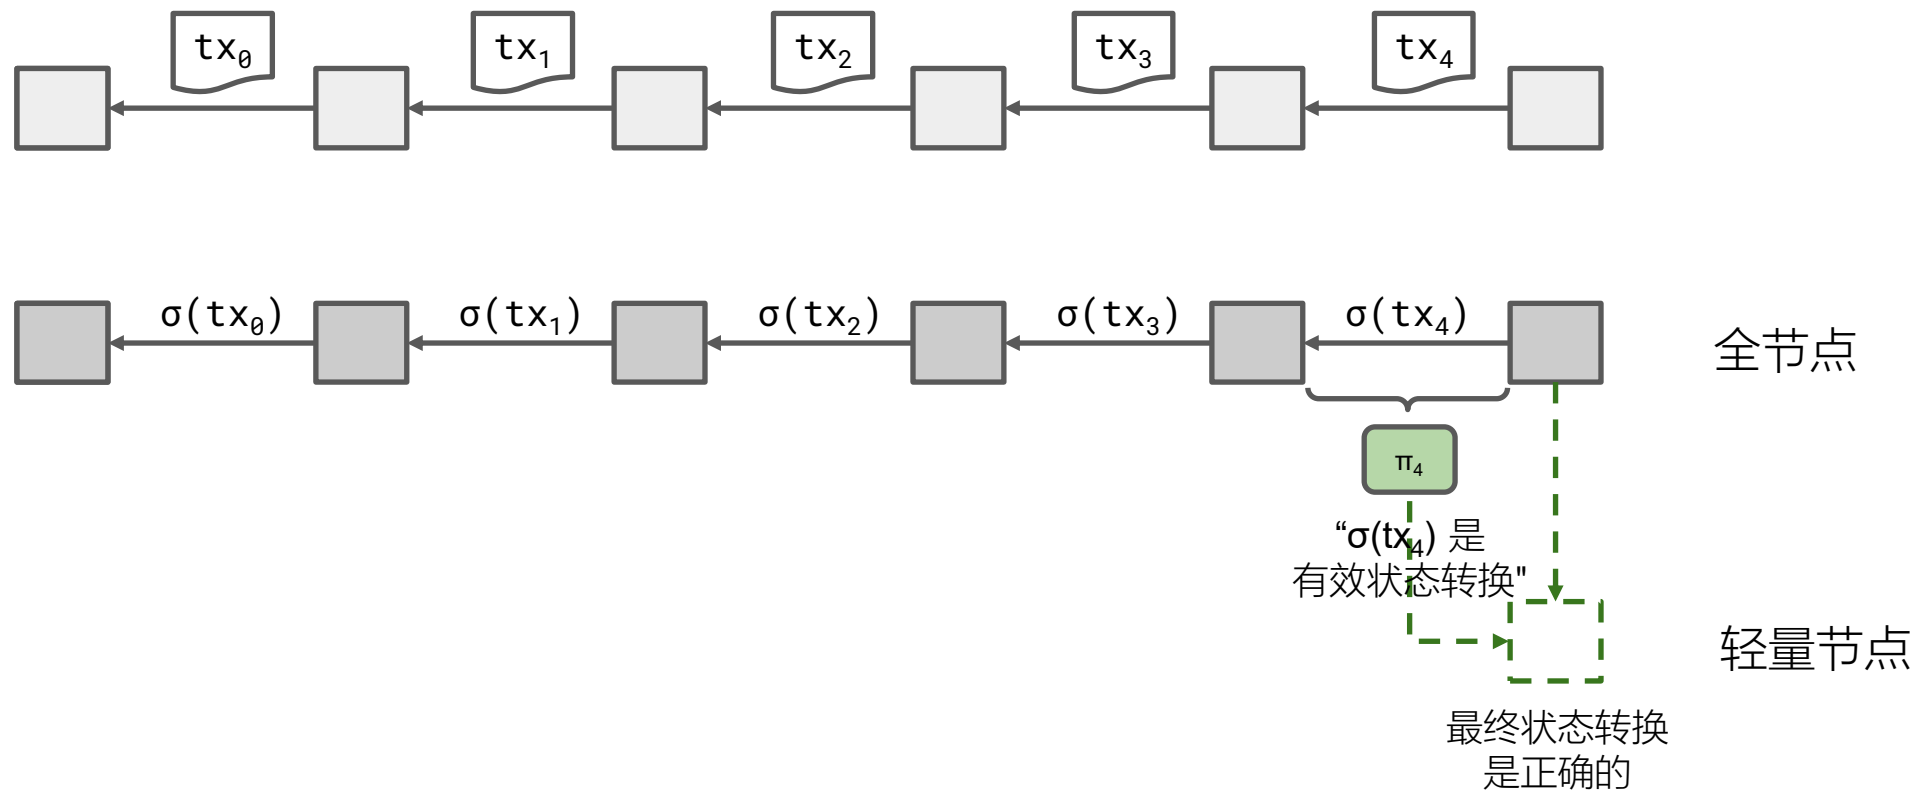 tx₀ tx₁ tx₂ tx₃ tx₄
σ(tx₀) σ(tx₁) σ(tx₂) σ(tx₃) σ(tx₄)
全节点
π₄
“σ(tx₄) 是
有效状态转换"
轻量节点
最终状态转换
是正确的